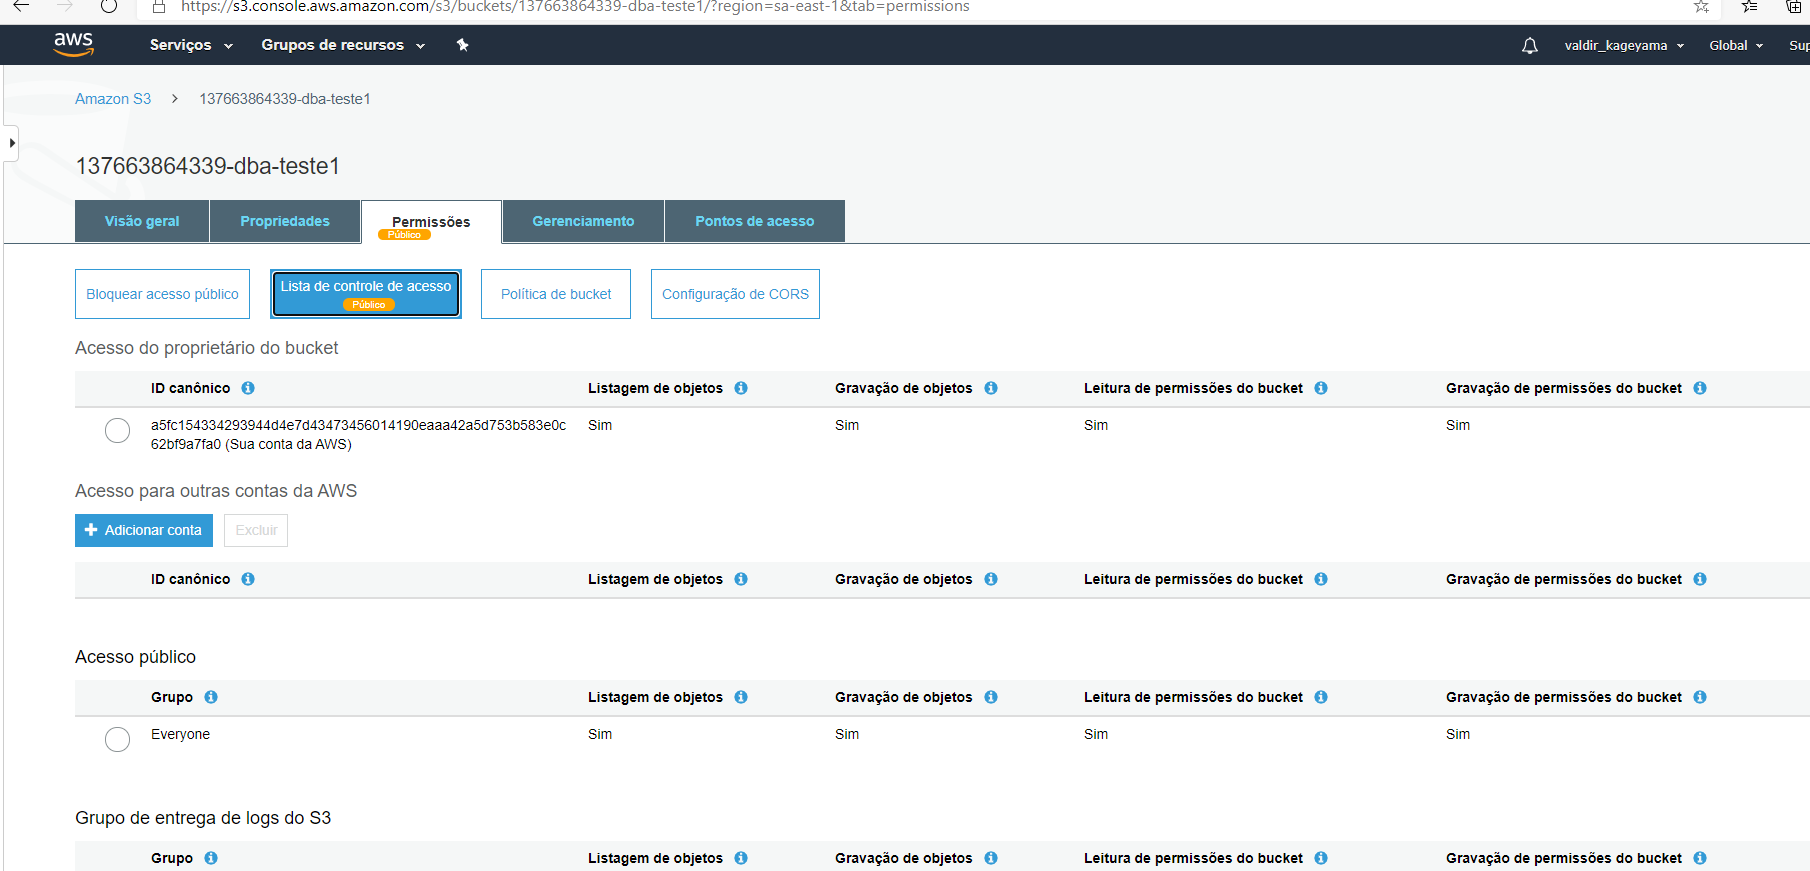 https://s3.console.aws.amazon.com/s3/buckets/137663864339-dba-teste1/?region=sa-east-1&tab=permissions
aws Serviços Grupos de recursos valdir_kageyama Global
Amazon S3 > 137663864339-dba-teste1
137663864339-dba-teste1
Visão geral Propriedades Permissões Gerenciamento Pontos de acesso
Público
Bloquear acesso público Lista de controle de acesso Política de bucket Configuração de CORS
Público
Acesso do proprietário do bucket
ID canônico Listagem de objetos Gravação de objetos Leitura de permissões do bucket Gravação de permissões do bucket
a5fc154334293944d4e7d43473456014190eaaa42a5d753b583e0c Sim Sim Sim Sim
62bf9a7fa0 (Sua conta da AWS)
Acesso para outras contas da AWS
+ Adicionar conta Excluir
ID canônico Listagem de objetos Gravação de objetos Leitura de permissões do bucket Gravação de permissões do bucket
Acesso público
Grupo Listagem de objetos Gravação de objetos Leitura de permissões do bucket Gravação de permissões do bucket
Everyone Sim Sim Sim Sim
Grupo de entrega de logs do S3
Grupo Listagem de objetos Gravação de objetos Leitura de permissões do bucket Gravação de permissões do bucket